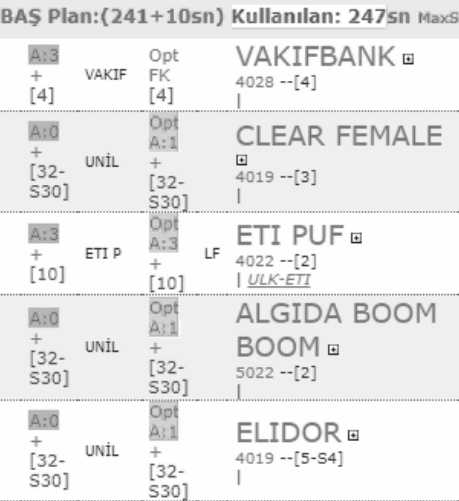 BAŞ Plan:(241+10sn) Kullanılan: 247sn MaxS
A:3 + [4] VAKIF Opt FK [4] VAKIFBANK
4028 --[4]
|
A:0 + [32-S30] UNİL Opt A:1 + [32-S30] CLEAR FEMALE
4019 --[3]
|
A:3 + [10] ETI P Opt A:3 + [10] LF ETI PUF
4022 --[2]
| ULK-ETI
A:0 + [32-S30] UNİL Opt A:1 + [32-S30] ALGIDA BOOM
BOOM
5022 --[2]
|
A:0 + [32-S30] UNİL Opt A:1 + [32-S30] ELIDOR
4019 --[5-S4]
|